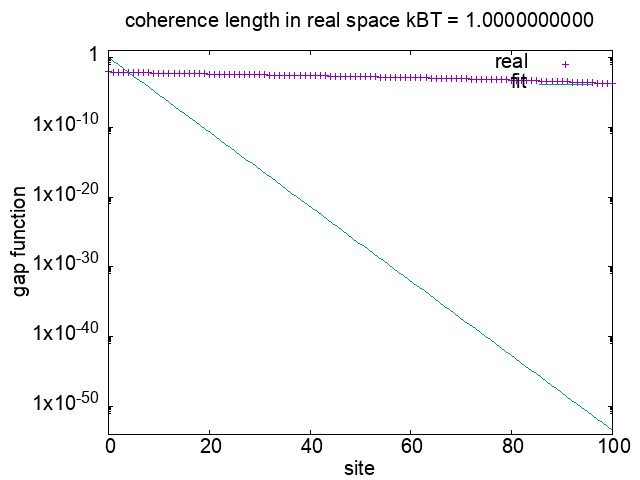 coherence length in real space kBT = 1.0000000000
1
1x10^-10
1x10^-20
1x10^-30
1x10^-40
1x10^-50
gap function
real
fit
0 20 40 60 80 100
site